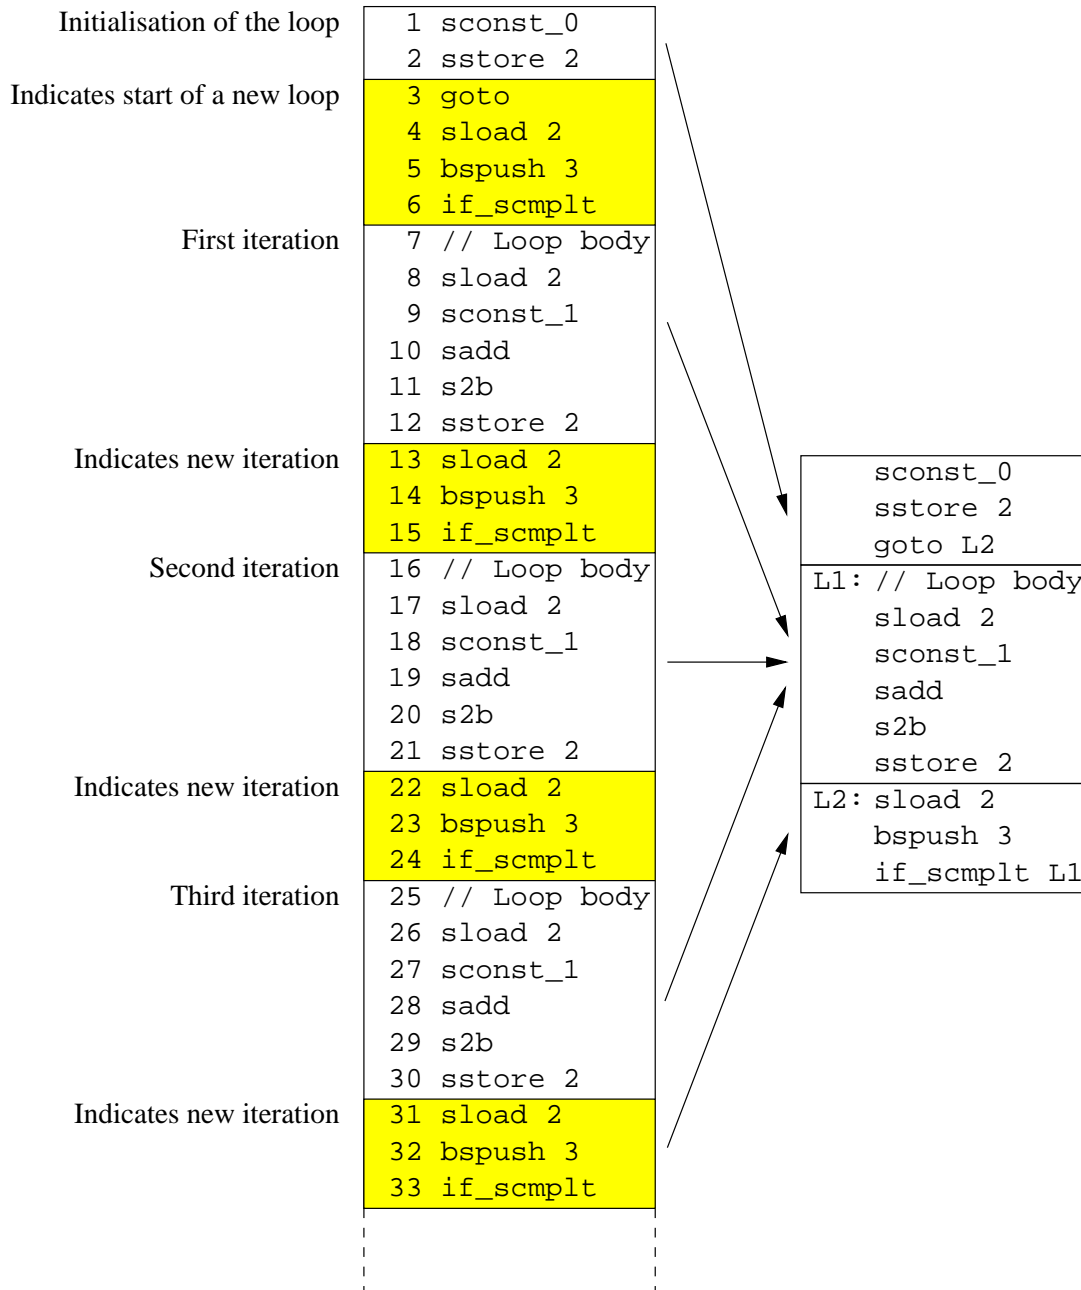 Initialisation of the loop
1 sconst_0
2 sstore 2
Indicates start of a new loop
3 goto
4 sload 2
5 bspush 3
6 if_scmplt
First iteration
7 // Loop body
8 sload 2
9 sconst_1
10 sadd
11 s2b
12 sstore 2
Indicates new iteration
13 sload 2
14 bspush 3
15 if_scmplt
Second iteration
16 // Loop body
17 sload 2
18 sconst_1
19 sadd
20 s2b
21 sstore 2
Indicates new iteration
22 sload 2
23 bspush 3
24 if_scmplt
Third iteration
25 // Loop body
26 sload 2
27 sconst_1
28 sadd
29 s2b
30 sstore 2
Indicates new iteration
31 sload 2
32 bspush 3
33 if_scmplt
sconst_0
sstore 2
goto L2
L1: // Loop body
sload 2
sconst_1
sadd
s2b
sstore 2
L2: sload 2
bspush 3
if_scmplt L1